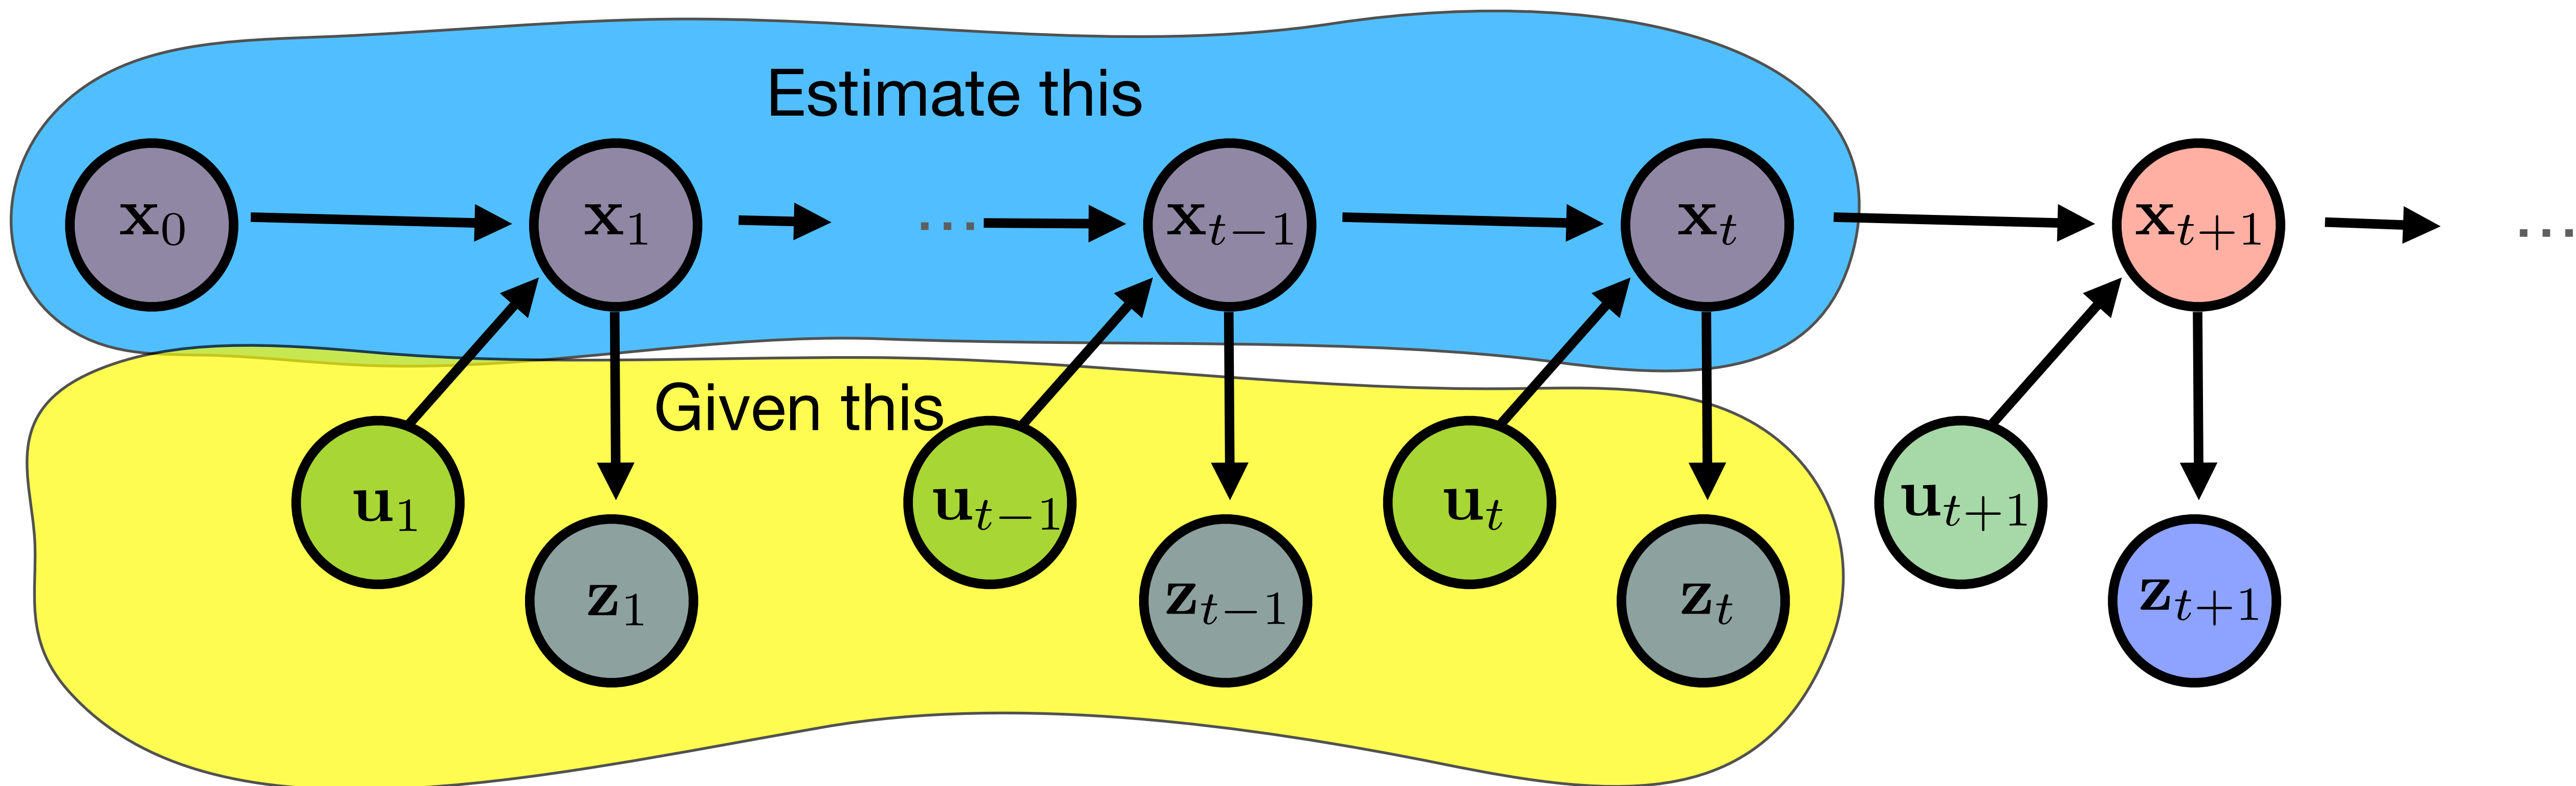 Estimate this
x₀ x₁ ... xₜ₋₁ xₜ xₜ₊₁ ...
Given this
u₁ uₜ₋₁ uₜ uₜ₊₁
z₁ zₜ₋₁ zₜ zₜ₊₁